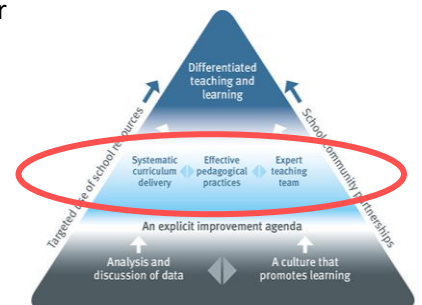 r
Differentiated
teaching and
learning
Targeted use of school resources
School community partnerships
Systematic
curriculum
delivery
Effective
pedagogical
practices
Expert
teaching
team
An explicit improvement agenda
Analysis and
discussion of data
A culture that
promotes learning